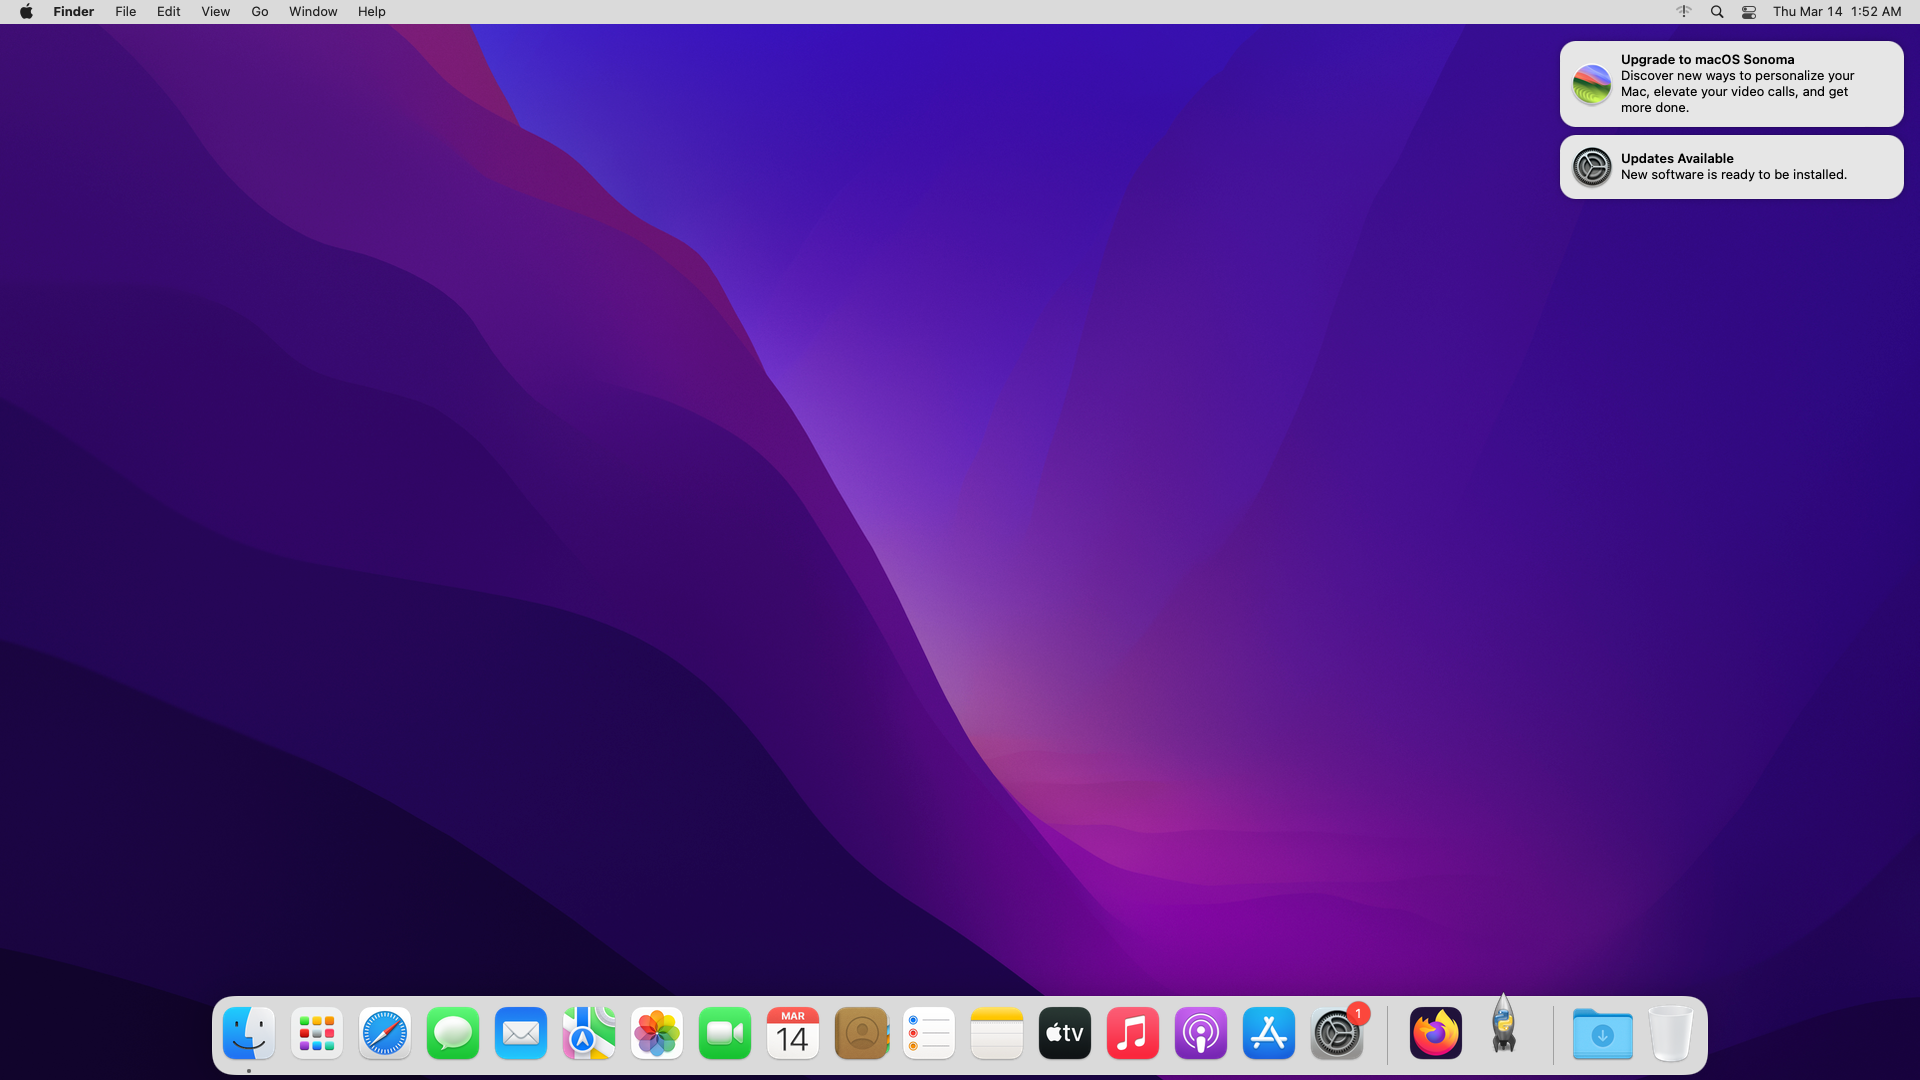 Finder File Edit View Go Window Help Thu Mar 14 1:52 AM
Upgrade to macOS Sonoma
Discover new ways to personalize your
Mac, elevate your video calls, and get
more done.
Updates Available
New software is ready to be installed.
MAR
14
tv
1